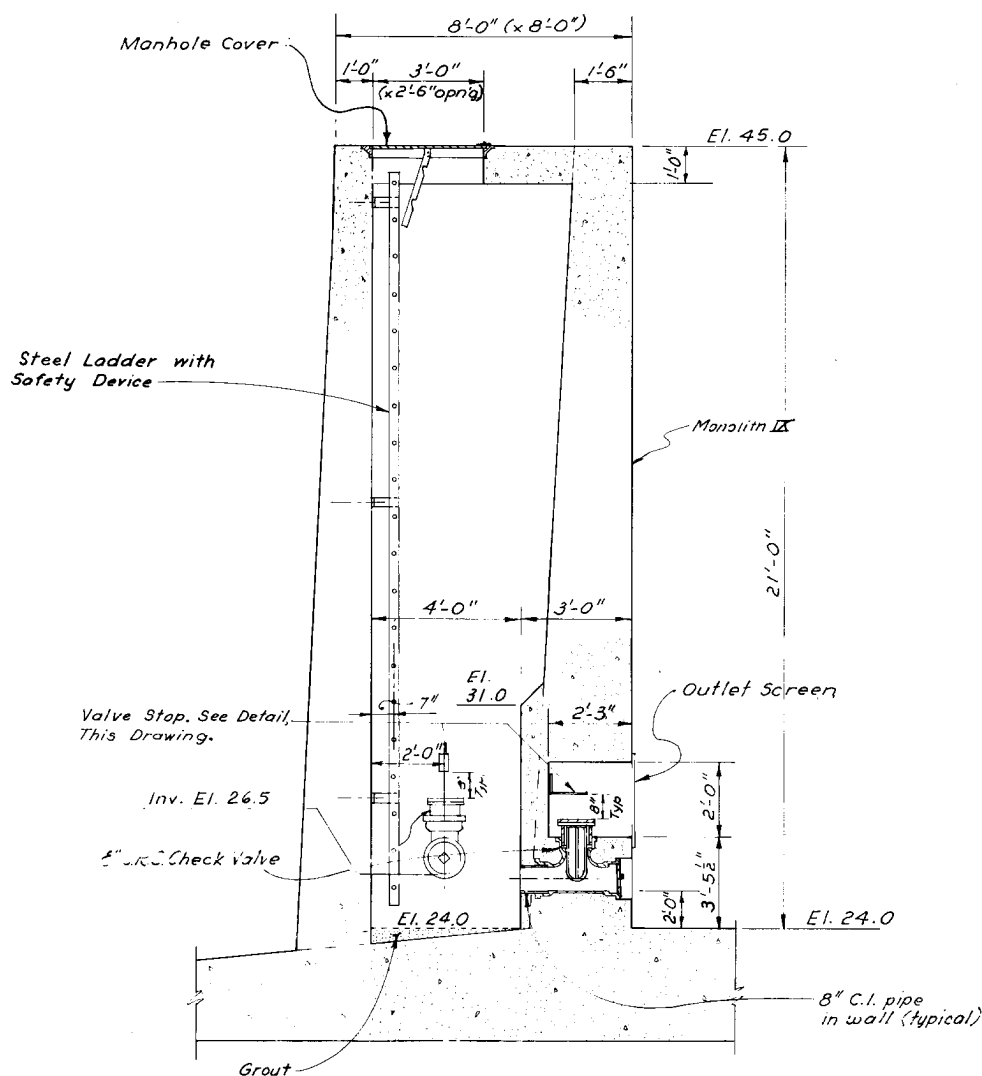 8'-0" (x 8'-0")
Manhole Cover
1'-0"
3'-0"
1'-6"
(x 2'-6" opn'g)
El. 45.0
1'-0"
Steel Ladder with
Safety Device
Monolith IX
21'-0"
4'-0"
3'-0"
El.
31.0
Outlet Screen
7"
2'-3"
Valve Stop. See Detail,
This Drawing.
2'-0"
8"
Typ
2'-0"
Inv. El. 26.5
Check Valve
3'-5½"
2'-0"
El. 24.0
El. 24.0
8" C.I. pipe
in wall (typical)
Grout